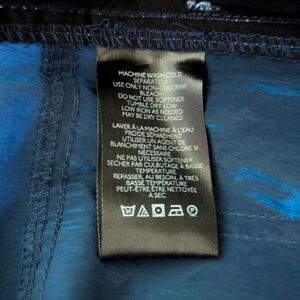 MACHINE WASH COLD
SEPARATELY
USE ONLY NON-CHLORINE
BLEACH
DO NOT USE SOFTENER
TUMBLE DRY LOW
LOW IRON AS NEEDED
MAY BE DRY CLEANED
LAVER À LA MACHINE À L'EAU
FROIDE SÉPARÉMENT
UTILISER UN AGENT DE
BLANCHIMENT SANS CHLORE SI
NÉCESSAIRE
NE PAS UTILISER SOFTENER
SECHER PAR CULBUTAGE À BASSE
TEMPERATURE
REPASSER, AU BESOIN, À TRÈS
BASSE TEMPÉRATURE
PEUT-ÊTRE ÊTRE NETTOYÉE
A SEC